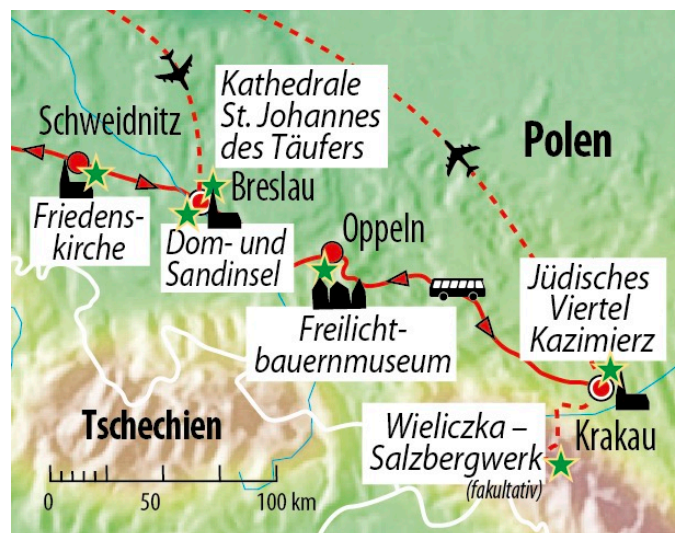 Kathedrale
St. Johannes
des Täufers
Schweidnitz
Polen
Breslau
Friedens-
kirche
Dom- und
Sandinsel
Oppeln
Jüdisches
Viertel
Kazimierz
Freilicht-
bauernmuseum
Tschechien
Wieliczka –
Salzbergwerk
(fakultativ)
Krakau
0 50 100 km